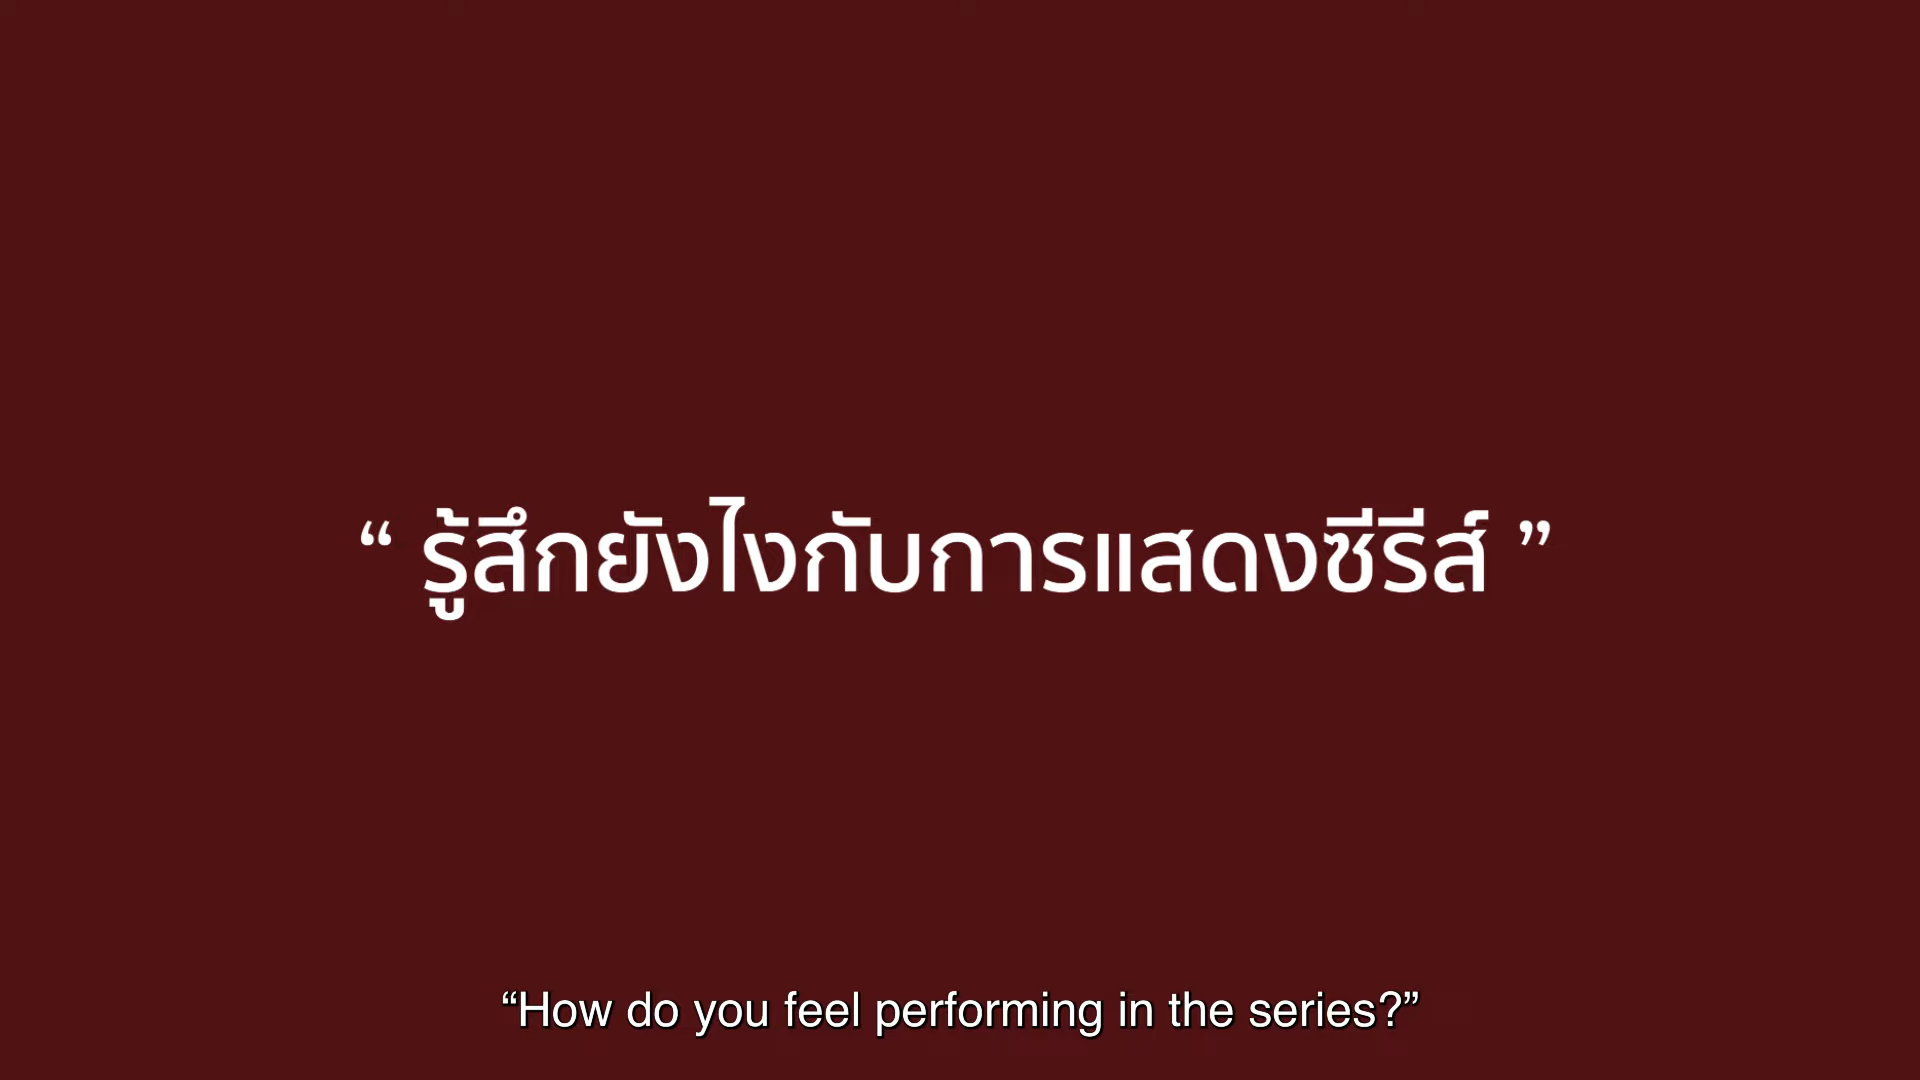 “ รู้สึกยังไงกับการแสดงซีรีส์ ”
“How do you feel performing in the series?”